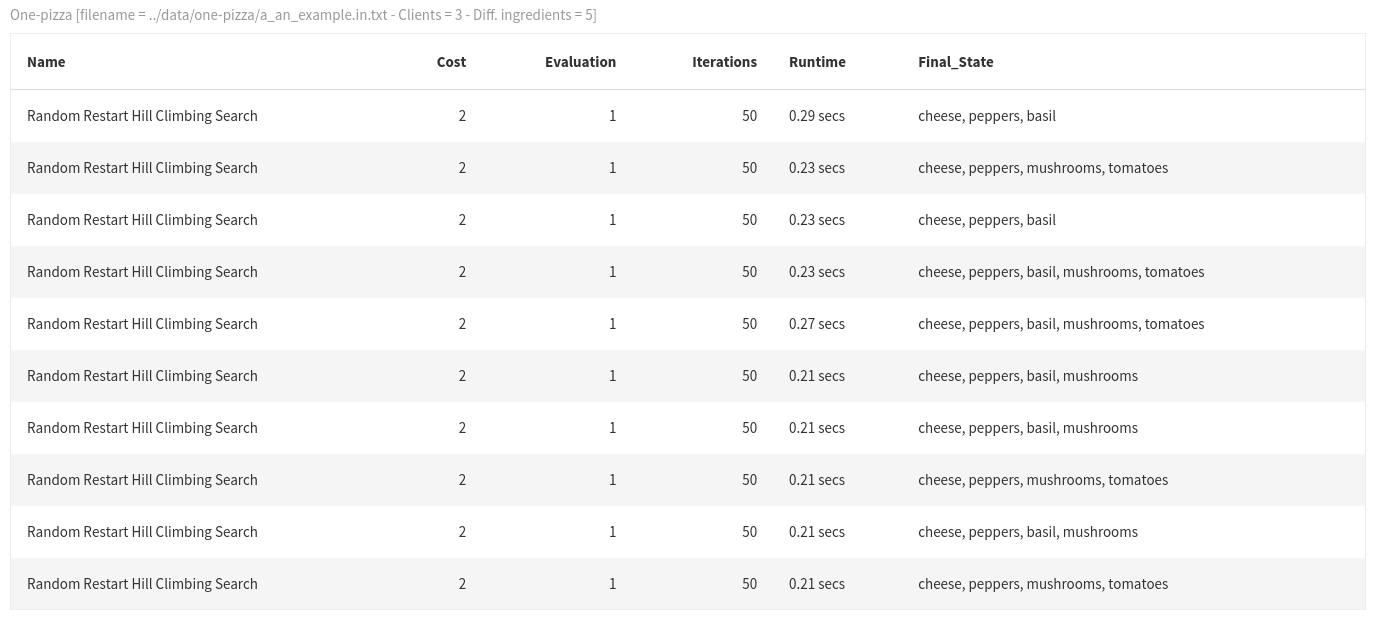 One-pizza [filename = ../data/one-pizza/a_an_example.in.txt - Clients = 3 - Diff. ingredients = 5]
Name Cost Evaluation Iterations Runtime Final_State
Random Restart Hill Climbing Search 2 1 50 0.29 secs cheese, peppers, basil
Random Restart Hill Climbing Search 2 1 50 0.23 secs cheese, peppers, mushrooms, tomatoes
Random Restart Hill Climbing Search 2 1 50 0.23 secs cheese, peppers, basil
Random Restart Hill Climbing Search 2 1 50 0.23 secs cheese, peppers, basil, mushrooms, tomatoes
Random Restart Hill Climbing Search 2 1 50 0.27 secs cheese, peppers, basil, mushrooms, tomatoes
Random Restart Hill Climbing Search 2 1 50 0.21 secs cheese, peppers, basil, mushrooms
Random Restart Hill Climbing Search 2 1 50 0.21 secs cheese, peppers, basil, mushrooms
Random Restart Hill Climbing Search 2 1 50 0.21 secs cheese, peppers, mushrooms, tomatoes
Random Restart Hill Climbing Search 2 1 50 0.21 secs cheese, peppers, basil, mushrooms
Random Restart Hill Climbing Search 2 1 50 0.21 secs cheese, peppers, mushrooms, tomatoes